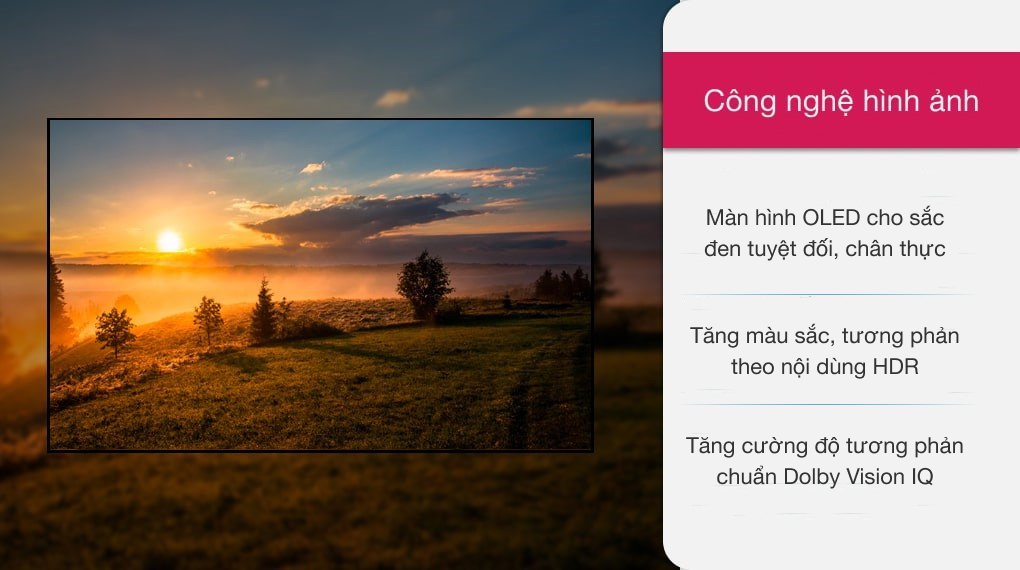 Công nghệ hình ảnh
Màn hình OLED cho sắc
đen tuyệt đối, chân thực
Tăng màu sắc, tương phản
theo nội dùng HDR
Tăng cường độ tương phản
chuẩn Dolby Vision IQ